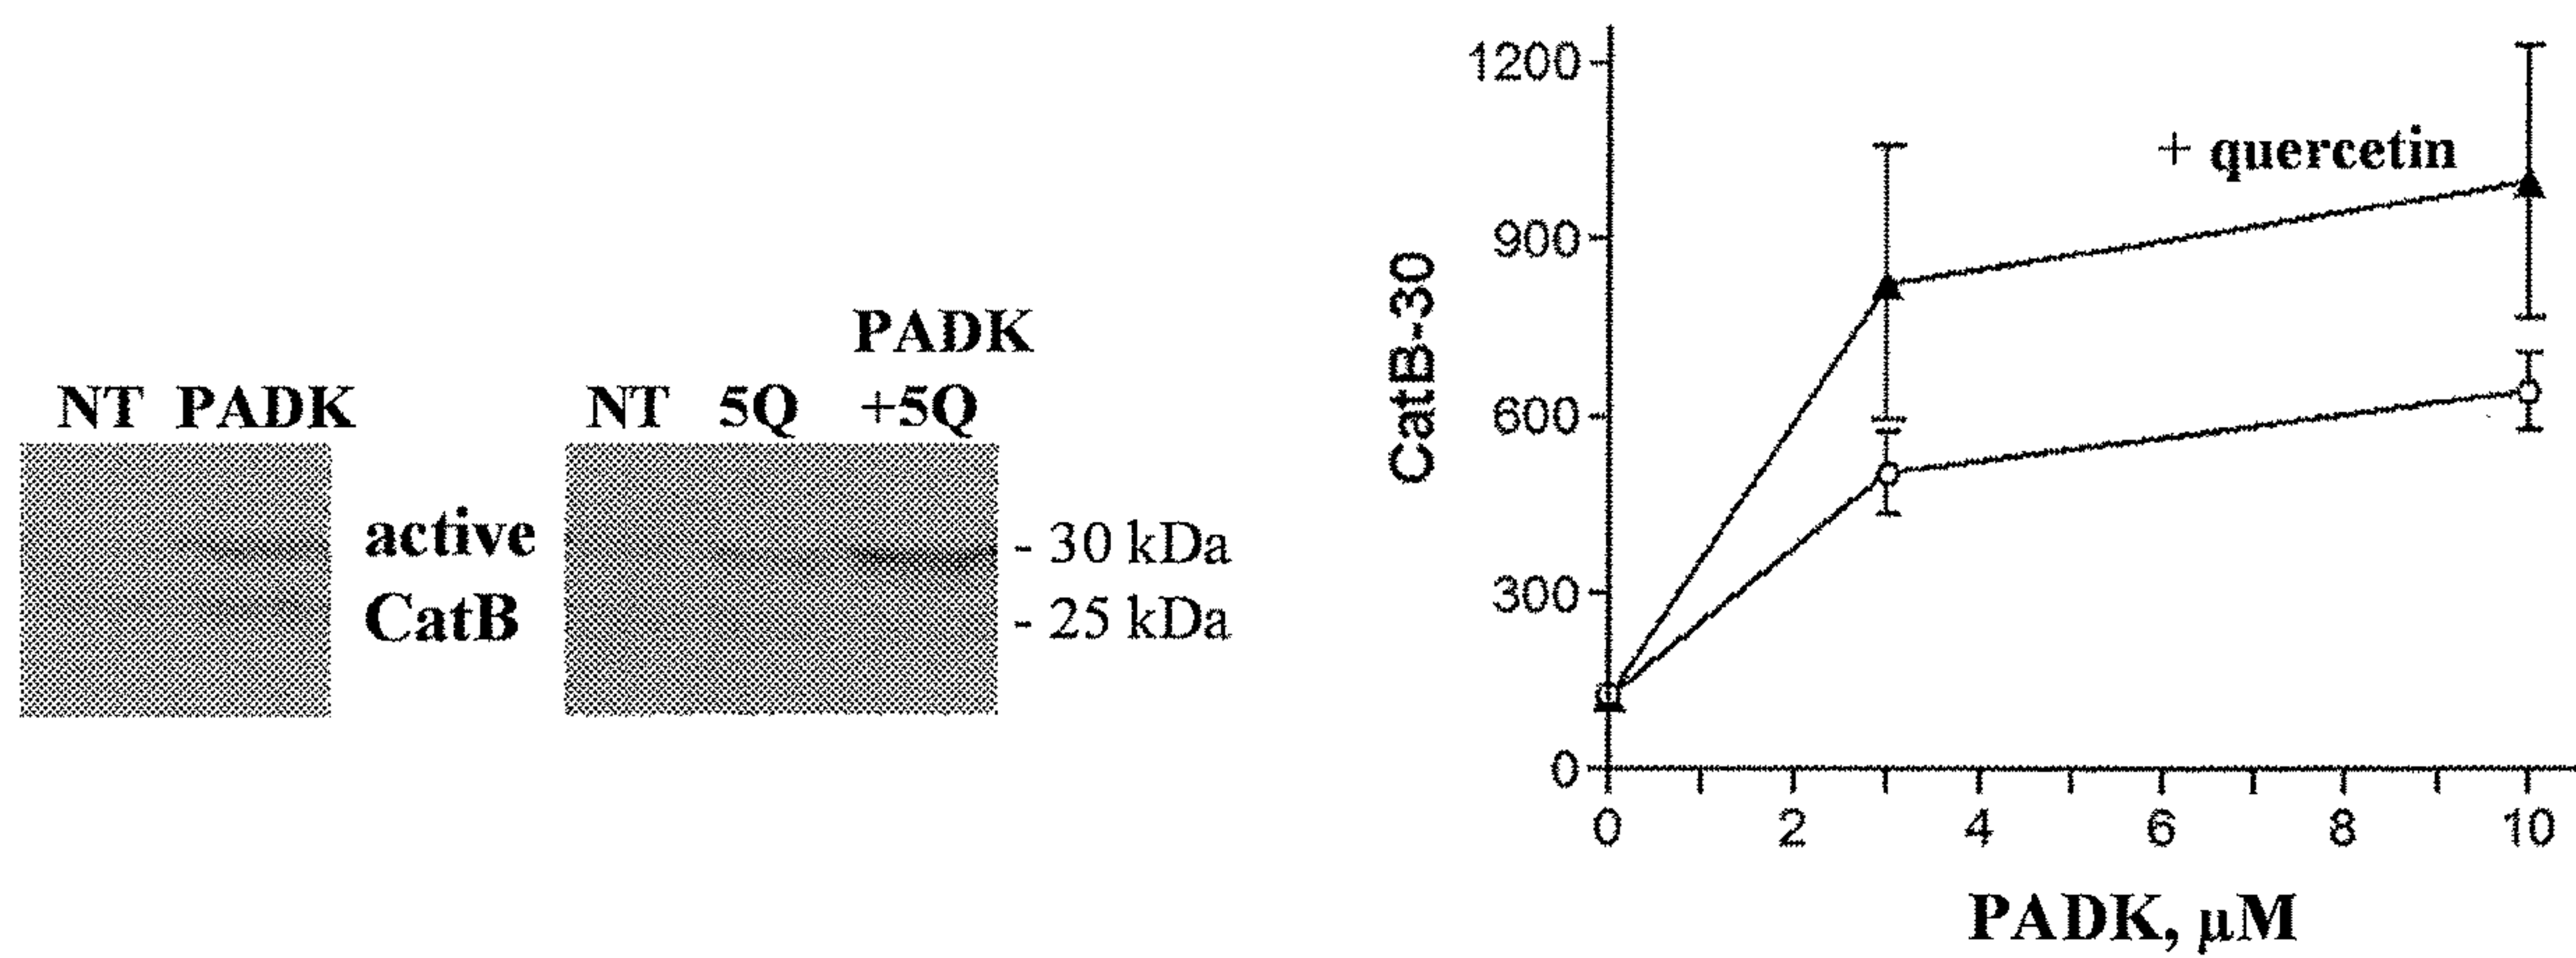 PADK
NT PADK
NT 5Q +5Q
active
CatB
- 30 kDa
- 25 kDa
1200
900
600
300
0
CatB-30
+ quercetin
0 2 4 6 8 10
PADK, μM